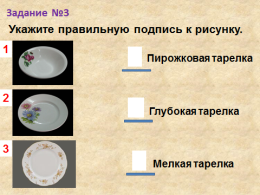 Задание №3
Укажите правильную подпись к рисунку.
1
Пирожковая тарелка
2
Глубокая тарелка
3
Мелкая тарелка